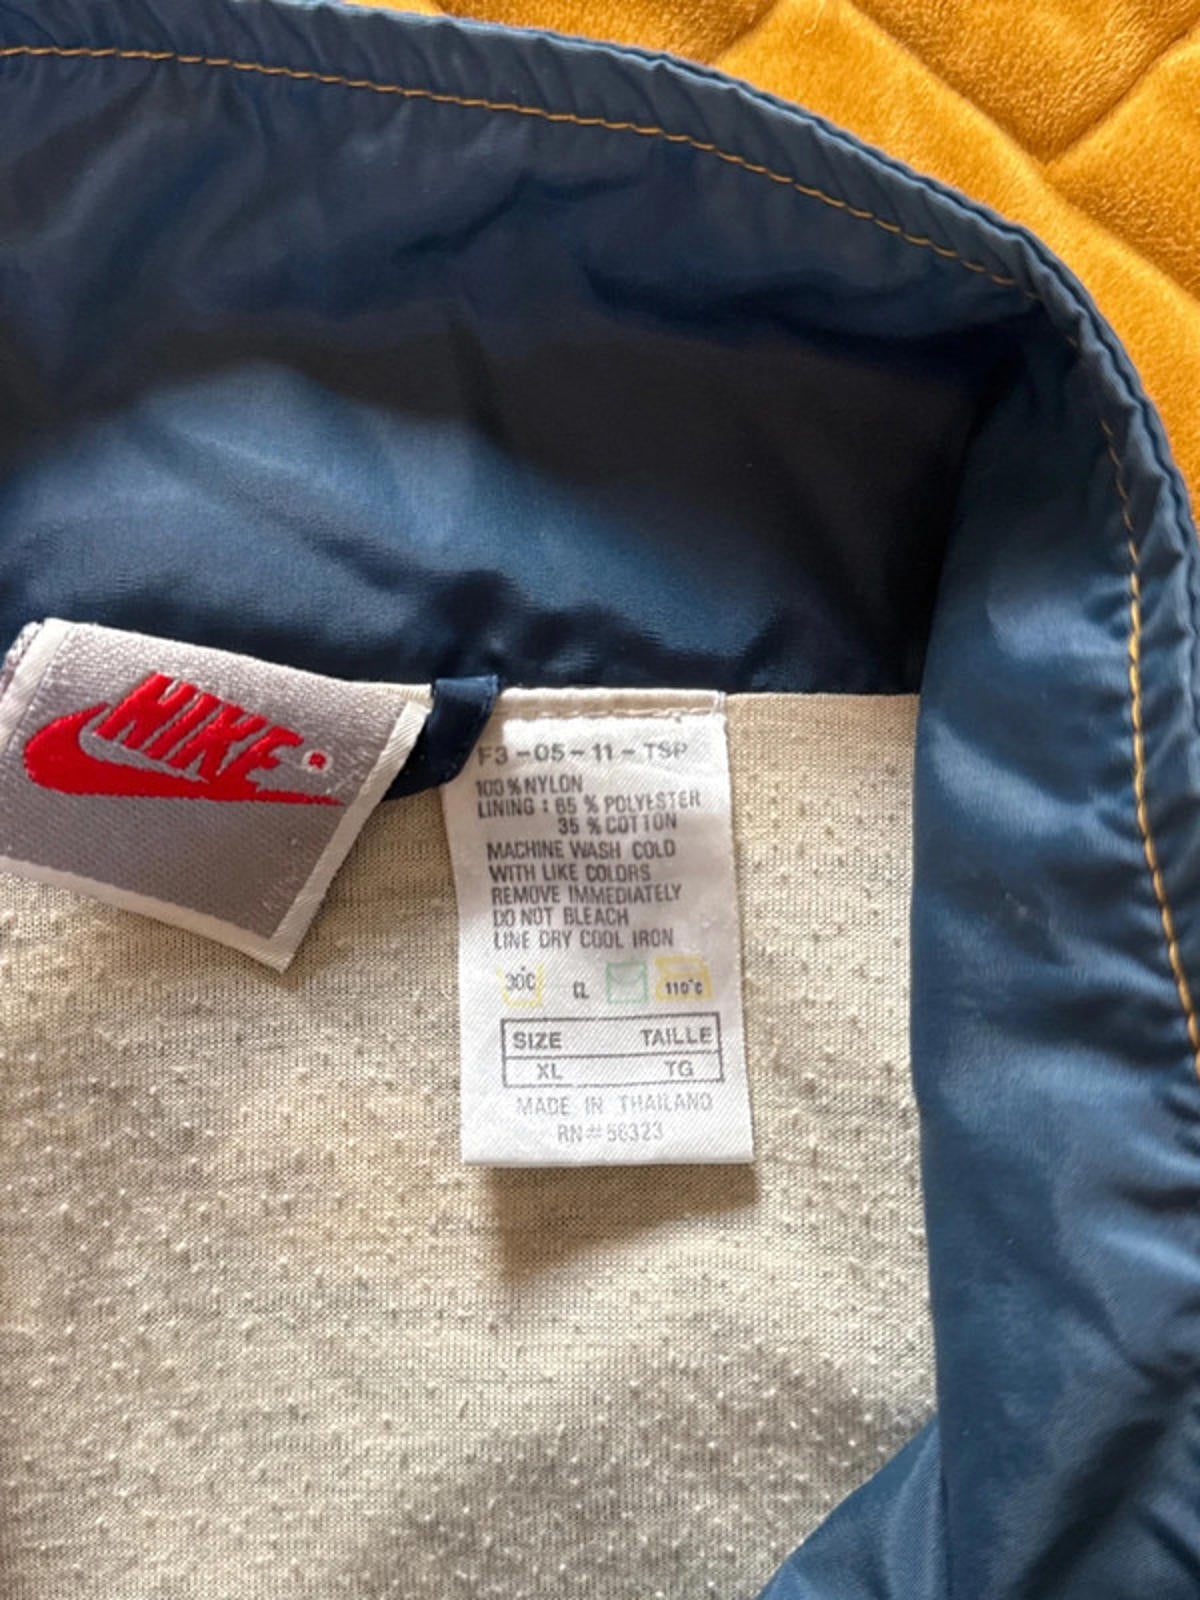 NIKE®
F3-05-11-TSP
100% NYLON
LINING : 65 % POLYESTER
35 % COTTON
MACHINE WASH COLD
WITH LIKE COLORS
REMOVE IMMEDIATELY
DO NOT BLEACH
LINE DRY COOL IRON
30°C CL 110°C
SIZE TAILLE
XL TG
MADE IN THAILAND
RN#56323